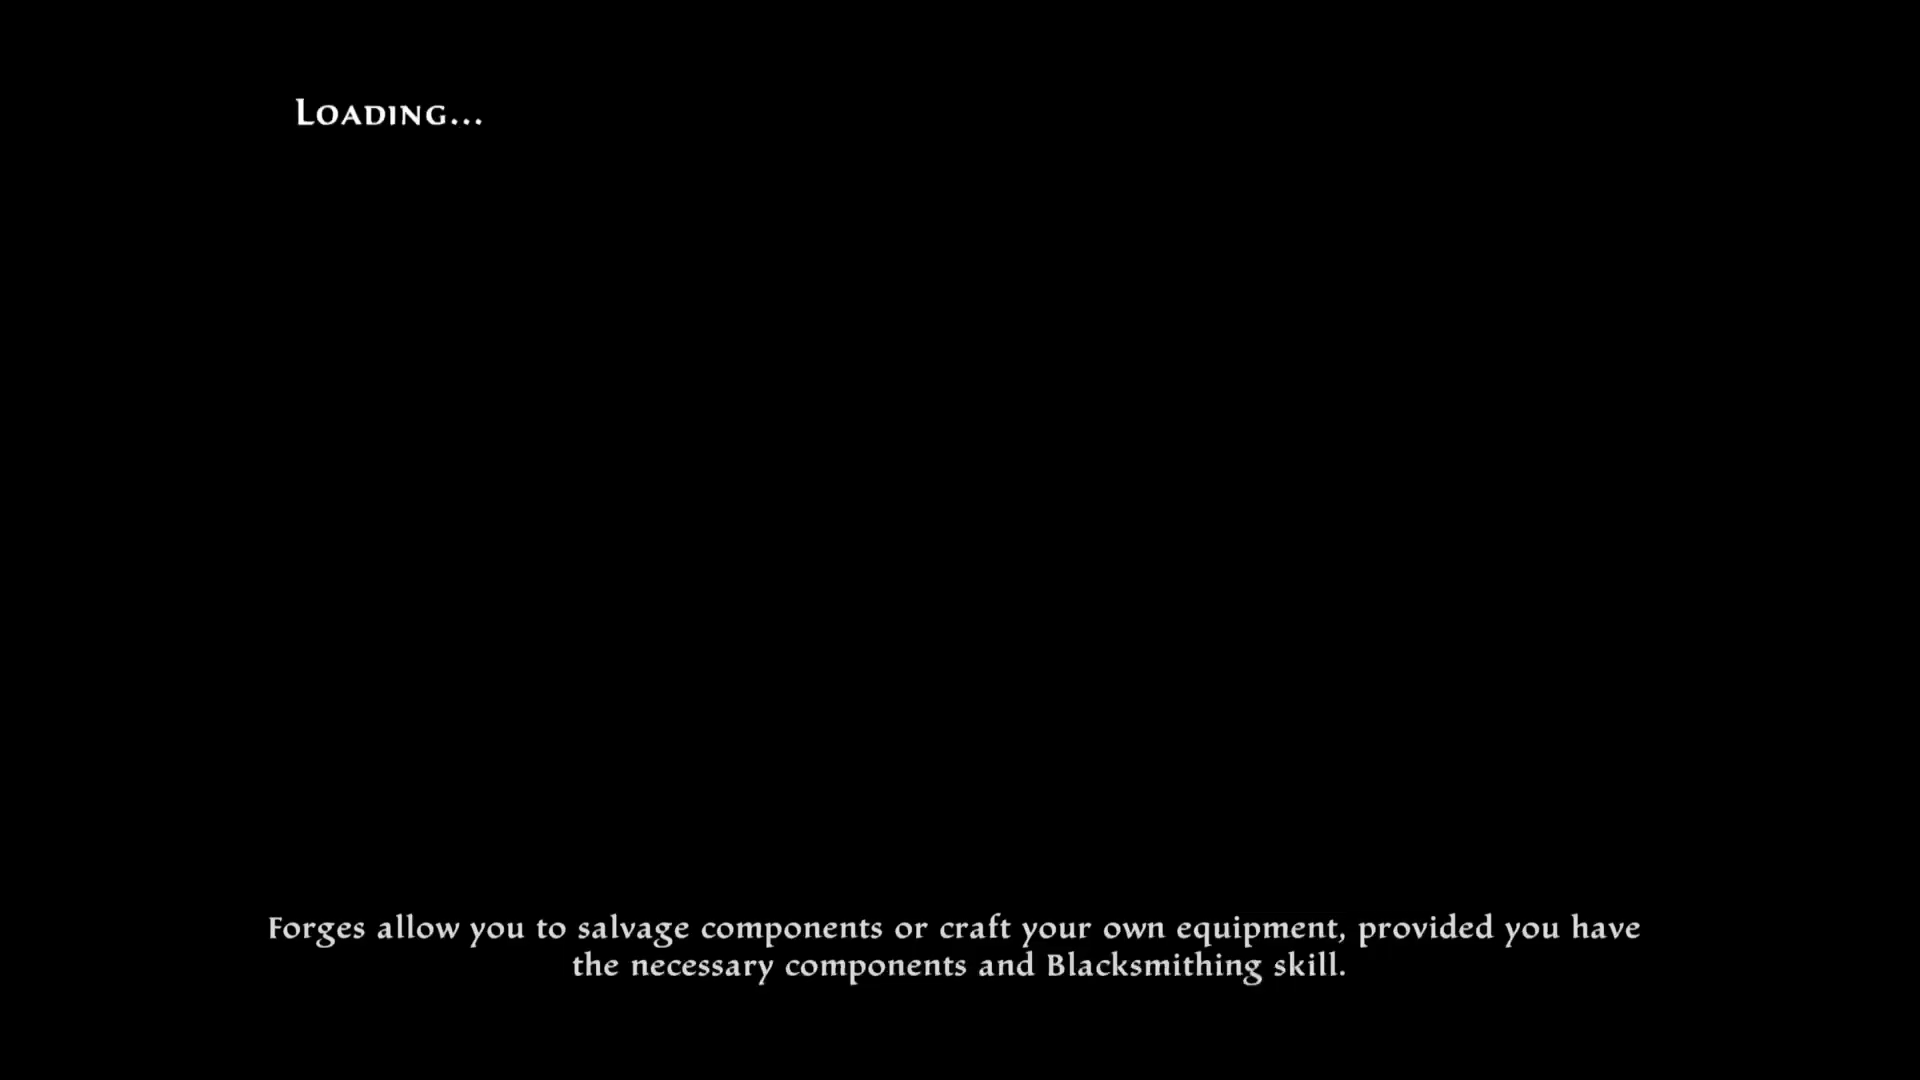 Loading...
Forges allow you to salvage components or craft your own equipment, provided you have
the necessary components and Blacksmithing skill.